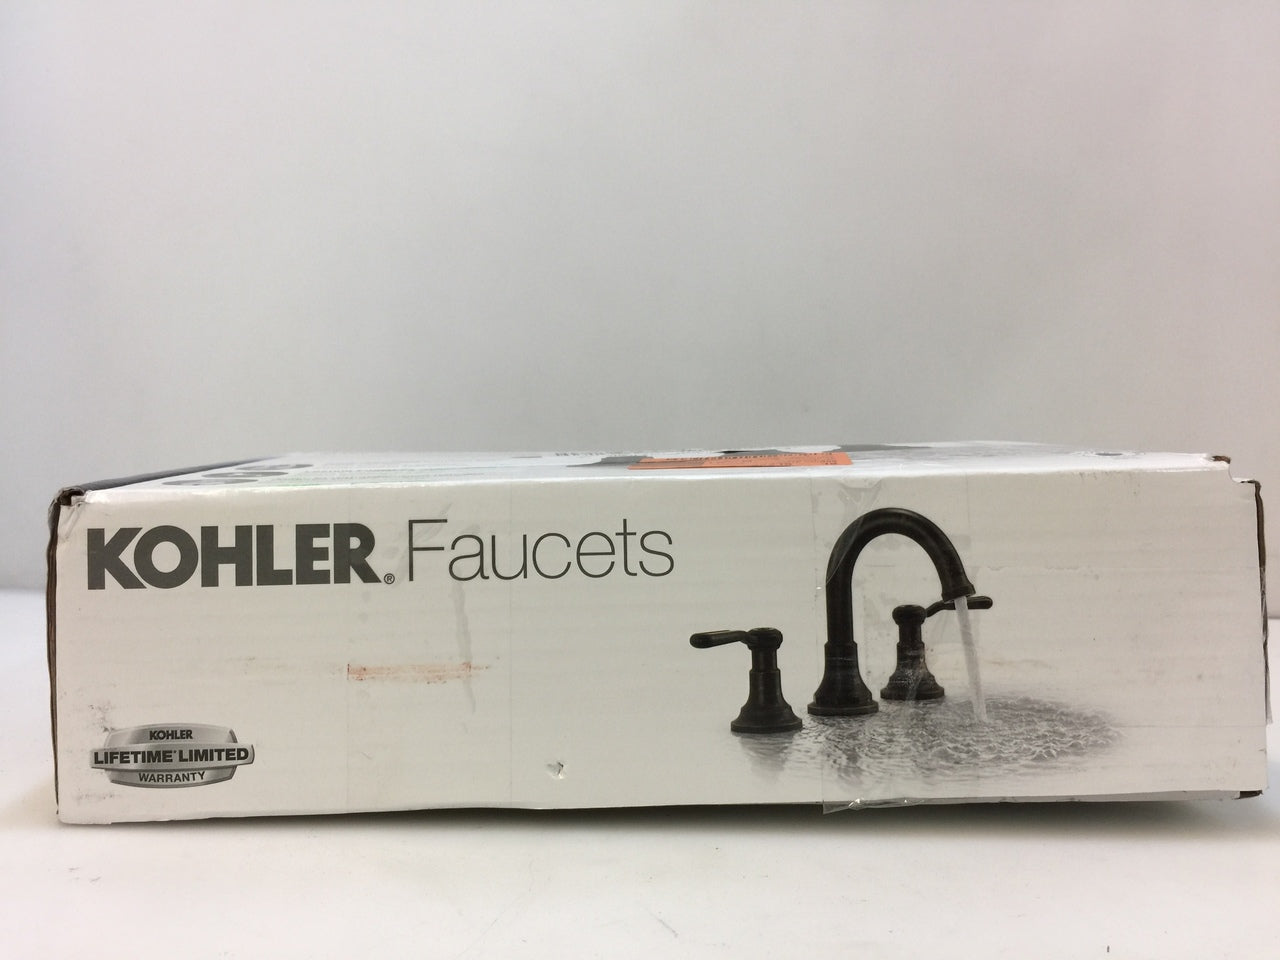 KOHLER® Faucets
KOHLER
LIFETIME* LIMITED
WARRANTY